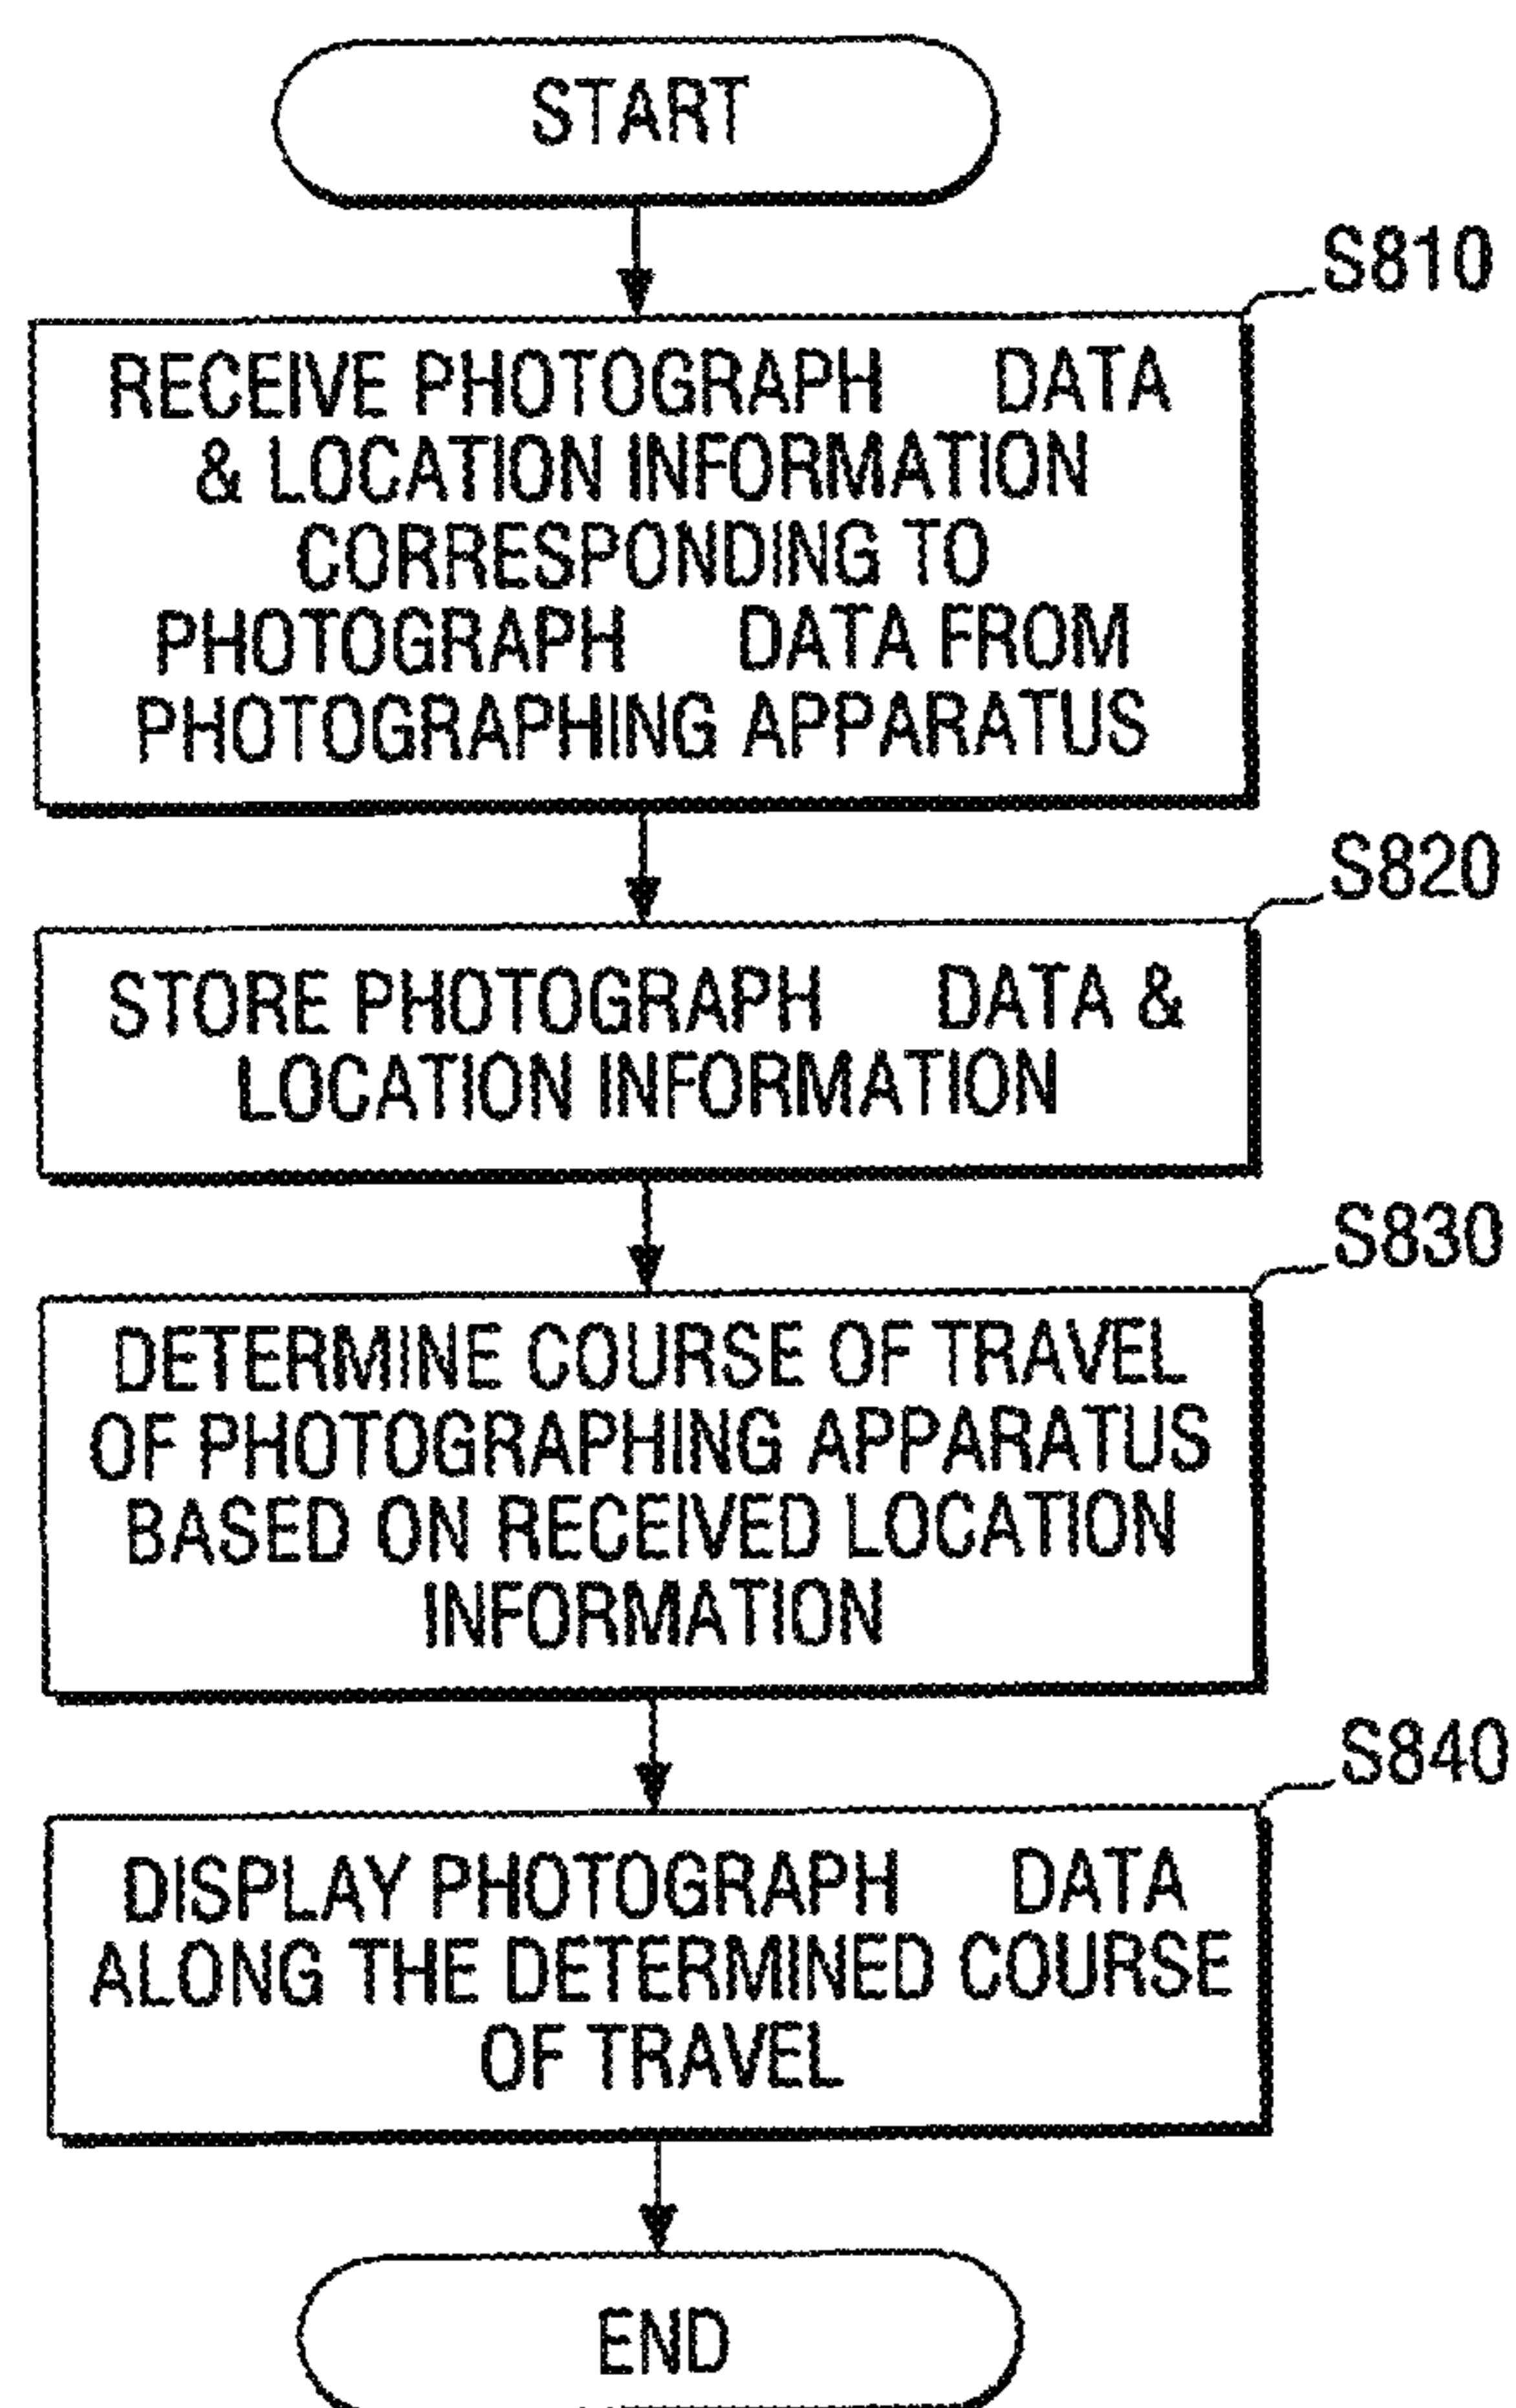 START
S810
RECEIVE PHOTOGRAPH DATA
& LOCATION INFORMATION
CORRESPONDING TO
PHOTOGRAPH DATA FROM
PHOTOGRAPHING APPARATUS
S820
STORE PHOTOGRAPH DATA &
LOCATION INFORMATION
S830
DETERMINE COURSE OF TRAVEL
OF PHOTOGRAPHING APPARATUS
BASED ON RECEIVED LOCATION
INFORMATION
S840
DISPLAY PHOTOGRAPH DATA
ALONG THE DETERMINED COURSE
OF TRAVEL
END